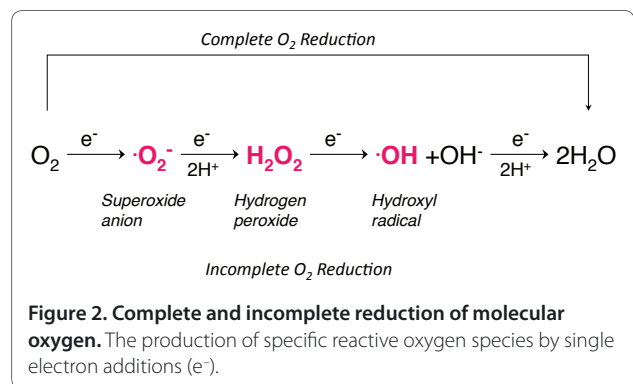 Complete O₂ Reduction
O₂ e⁻ ·O₂⁻ e⁻ 2H⁺ H₂O₂ e⁻ ·OH +OH⁻ e⁻ 2H⁺ 2H₂O
Superoxide anion
Hydrogen peroxide
Hydroxyl radical
Incomplete O₂ Reduction
Figure 2. Complete and incomplete reduction of molecular
oxygen. The production of specific reactive oxygen species by single
electron additions (e⁻).